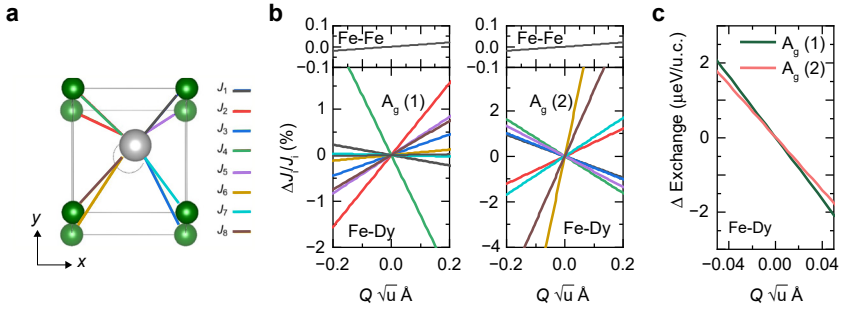 a
J1
J2
J3
J4
J5
J6
J7
J8
y
x
b
0.1
0.0
−0.1
Fe-Fe
1
0
−1
−2
ΔJi/Ji (%)
Ag (1)
Fe-Dy
−0.2 0.0 0.2
Q √u Å
0.1
0.0
−0.1
Fe-Fe
2
0
−2
−4
Ag (2)
Fe-Dy
−0.2 0.0 0.2
Q √u Å
c
Δ Exchange (µeV/u.c.)
2
0
−2
Ag (1)
Ag (2)
Fe-Dy
−0.04 0.00 0.04
Q √u Å